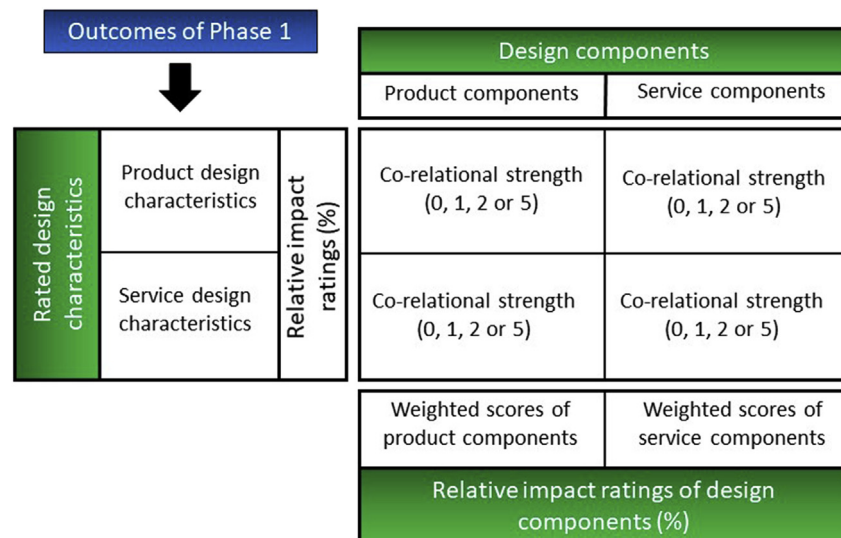 Outcomes of Phase 1
Design components
Product components
Service components
Rated design
characteristics
Product design
characteristics
Service design
characteristics
Relative impact
ratings (%)
Co-relational strength
(0, 1, 2 or 5)
Co-relational strength
(0, 1, 2 or 5)
Co-relational strength
(0, 1, 2 or 5)
Co-relational strength
(0, 1, 2 or 5)
Weighted scores of
product components
Weighted scores of
service components
Relative impact ratings of design
components (%)